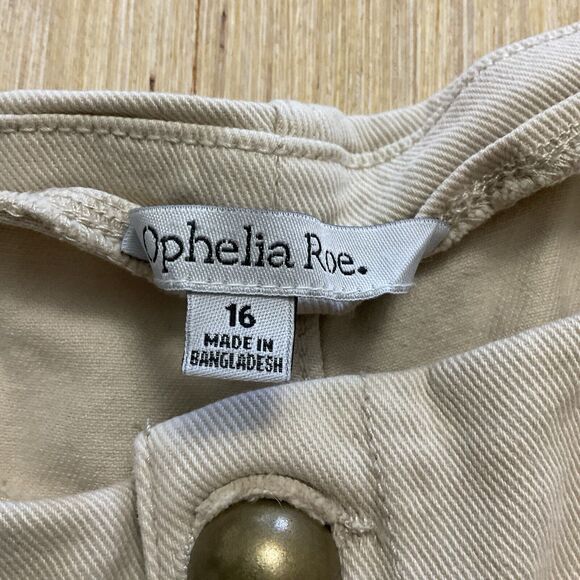 Ophelia Roe.
16
MADE IN
BANGLADESH